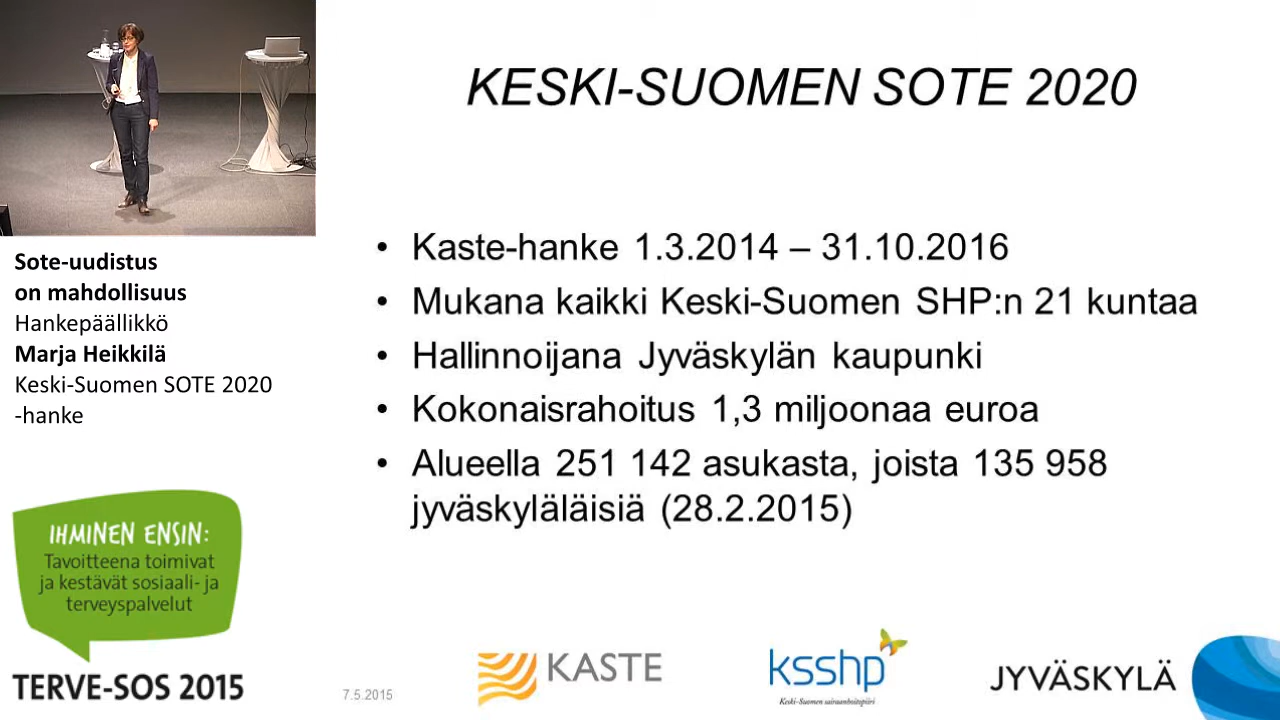 KESKI-SUOMEN SOTE 2020
• Kaste-hanke 1.3.2014 – 31.10.2016
• Mukana kaikki Keski-Suomen SHP:n 21 kuntaa
• Hallinnoijana Jyväskylän kaupunki
• Kokonaisrahoitus 1,3 miljoonaa euroa
• Alueella 251 142 asukasta, joista 135 958
jyväskyläläisiä (28.2.2015)
Sote-uudistus
on mahdollisuus
Hankepäällikkö
Marja Heikkilä
Keski-Suomen SOTE 2020
-hanke
IHMINEN ENSIN:
Tavoitteena toimivat
ja kestävät sosiaali- ja
terveyspalvelut
TERVE-SOS 2015
7.5.2015
KASTE
ksshp
Keski-Suomen sairaanhoitopiiri
JYVÄSKYLÄ